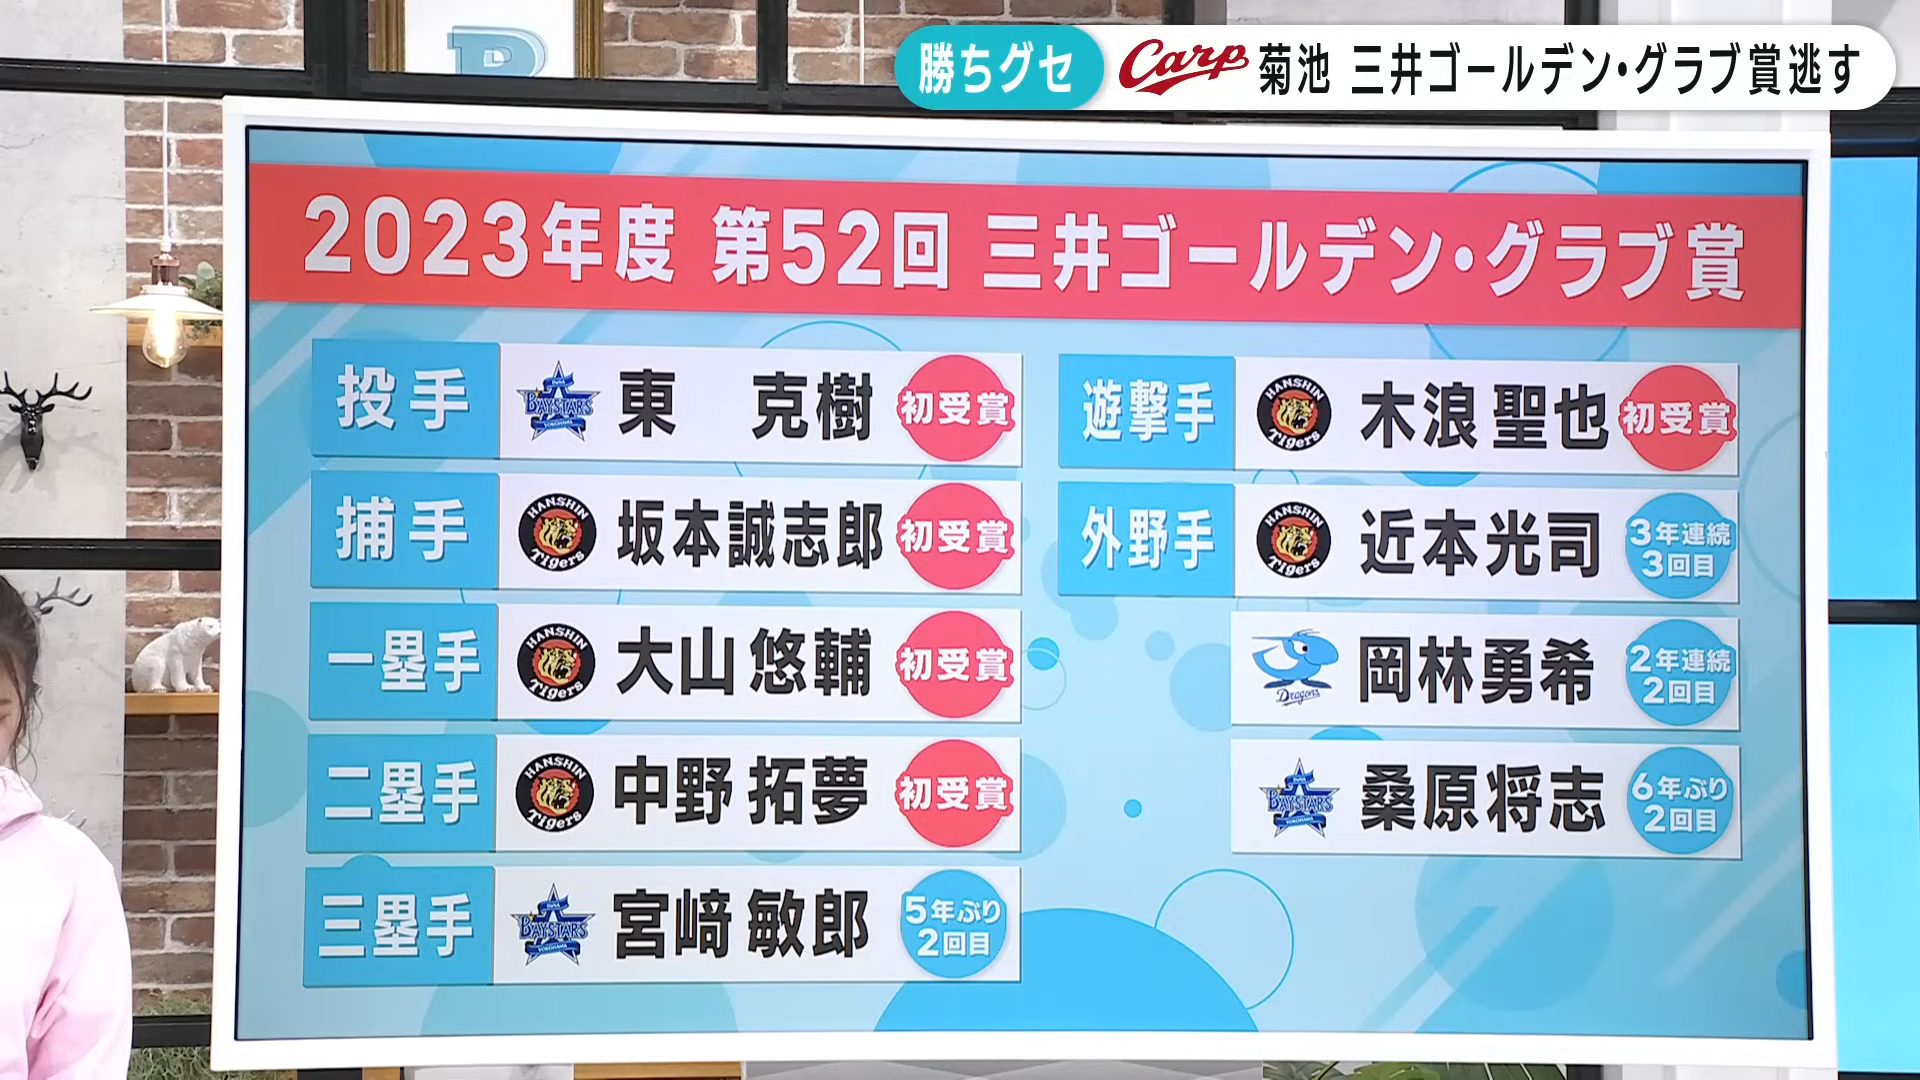 勝ちグセ Carp 菊池 三井ゴールデン・グラブ賞逃す
2023年度 第52回 三井ゴールデン・グラブ賞
投手 BAYSTARS 東 克樹 初受賞
捕手 HANSHIN Tigers 坂本誠志郎 初受賞
一塁手 HANSHIN Tigers 大山悠輔 初受賞
二塁手 HANSHIN Tigers 中野拓夢 初受賞
三塁手 BAYSTARS 宮﨑敏郎 5年ぶり
2回目
遊撃手 HANSHIN Tigers 木浪聖也 初受賞
外野手 HANSHIN Tigers 近本光司 3年連続
3回目
Dragons 岡林勇希 2年連続
2回目
BAYSTARS 桑原将志 6年ぶり
2回目